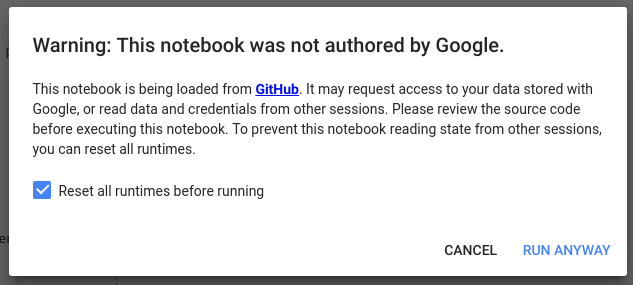 Warning: This notebook was not authored by Google.
This notebook is being loaded from GitHub. It may request access to your data stored with
Google, or read data and credentials from other sessions. Please review the source code
before executing this notebook. To prevent this notebook reading state from other sessions,
you can reset all runtimes.
Reset all runtimes before running
CANCEL RUN ANYWAY